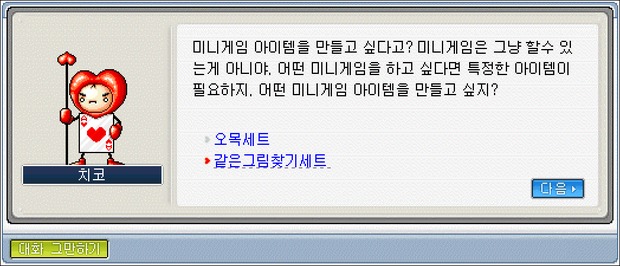 미니게임 아이템을 만들고 싶다고? 미니게임은 그냥 할수 있
는게 아니야. 어떤 미니게임을 하고 싶다면 특정한 아이템이
필요하지. 어떤 미니게임 아이템을 만들고 싶지?
오목세트
같은그림찾기세트
치코
다음
대화 그만하기